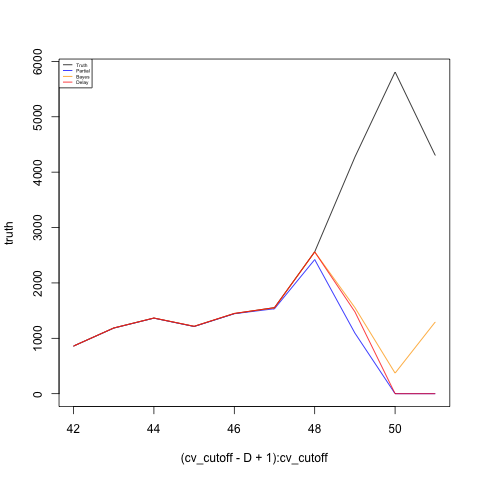 Truth
Partial
Bayes
Delay
truth
6000
5000
4000
3000
2000
1000
0
42 44 46 48 50
(cv_cutoff - D + 1):cv_cutoff